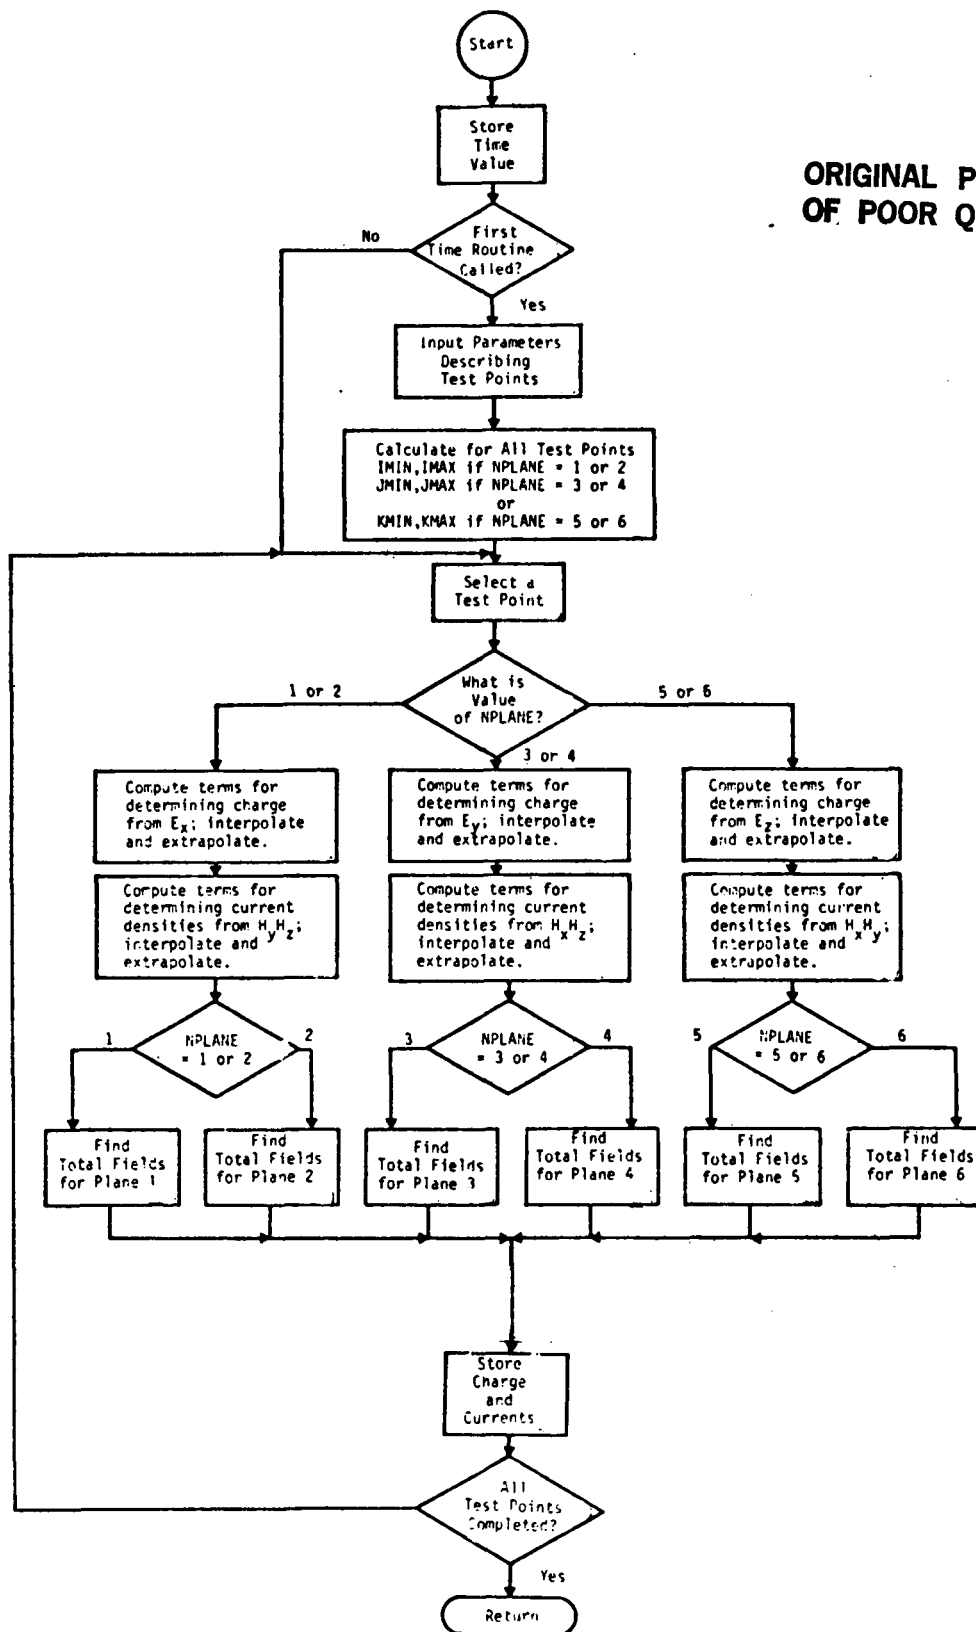 Start
Store
Time
Value
ORIGINAL P
OF POOR Q
First
Time Routine
Called?
No
Yes
Input Parameters
Describing
Test Points
Calculate for All Test Points
IMIN,IMAX if NPLANE = 1 or 2
JMIN,JMAX if NPLANE = 3 or 4
or
KMIN,KMAX if NPLANE = 5 or 6
Select a
Test Point
What is
Value
of NPLANE?
1 or 2
5 or 6
3 or 4
Compute terms for
determining charge
from Ex; interpolate
and extrapolate.
Compute terms for
determining charge
from Ey; interpolate
and extrapolate.
Compute terms for
determining charge
from Ez; interpolate
and extrapolate.
Compute terms for
determining current
densities from HyHz;
interpolate and
extrapolate.
Compute terms for
determining current
densities from HxHz;
interpolate and
extrapolate.
Compute terms for
determining current
densities from HxHy;
interpolate and
extrapolate.
1
NPLANE
= 1 or 2
2
3
NPLANE
= 3 or 4
4
5
NPLANE
= 5 or 6
6
Find
Total Fields
for Plane 1
Find
Total Fields
for Plane 2
Find
Total Fields
for Plane 3
Find
Total Fields
for Plane 4
Find
Total Fields
for Plane 5
Find
Total Fields
for Plane 6
Store
Charge
and
Currents
All
Test Points
Completed?
Yes
Return